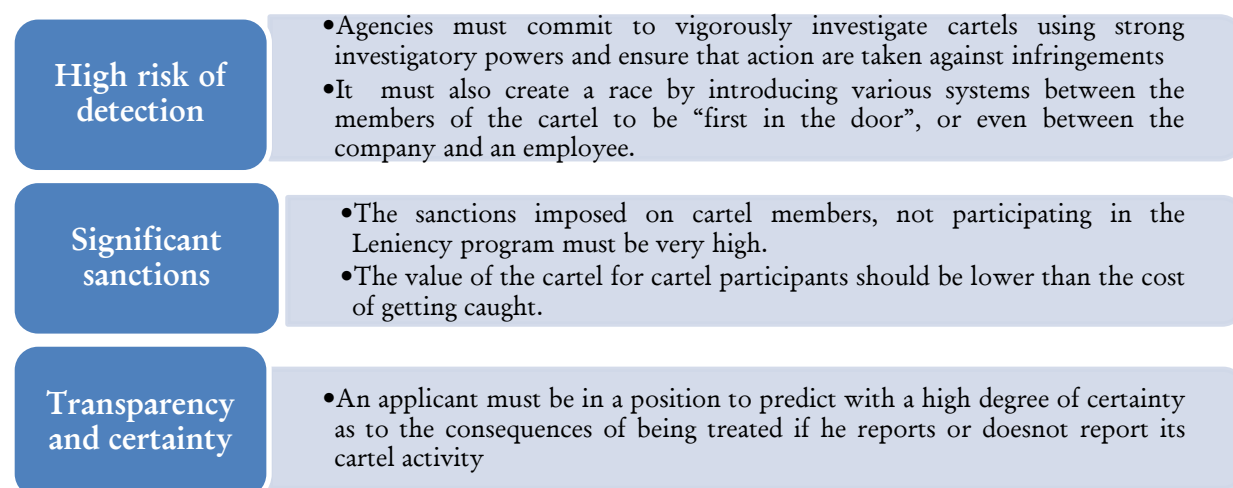 High risk of
detection
•Agencies must commit to vigorously investigate cartels using strong
investigatory powers and ensure that action are taken against infringements
•It must also create a race by introducing various systems between the
members of the cartel to be “first in the door”, or even between the
company and an employee.
Significant
sanctions
•The sanctions imposed on cartel members, not participating in the
Leniency program must be very high.
•The value of the cartel for cartel participants should be lower than the cost
of getting caught.
Transparency
and certainty
•An applicant must be in a position to predict with a high degree of certainty
as to the consequences of being treated if he reports or doesnot report its
cartel activity